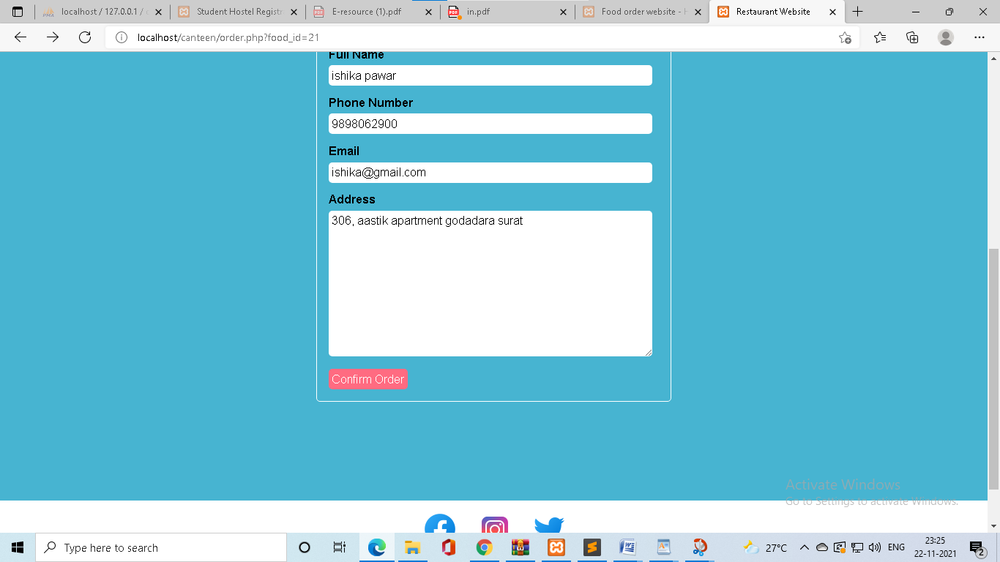 localhost / 127.0.0.1 /
Student Hostel Registr
E-resource (1).pdf
in.pdf
Food order website -
Restaurant Website
localhost/canteen/order.php?food_id=21
Full Name
ishika pawar
Phone Number
9898062900
Email
ishika@gmail.com
Address
306, aastik apartment godadara surat
Confirm Order
Activate Windows
Go to Settings to activate Windows.
Type here to search
27°C
ENG
23:25
22-11-2021
2